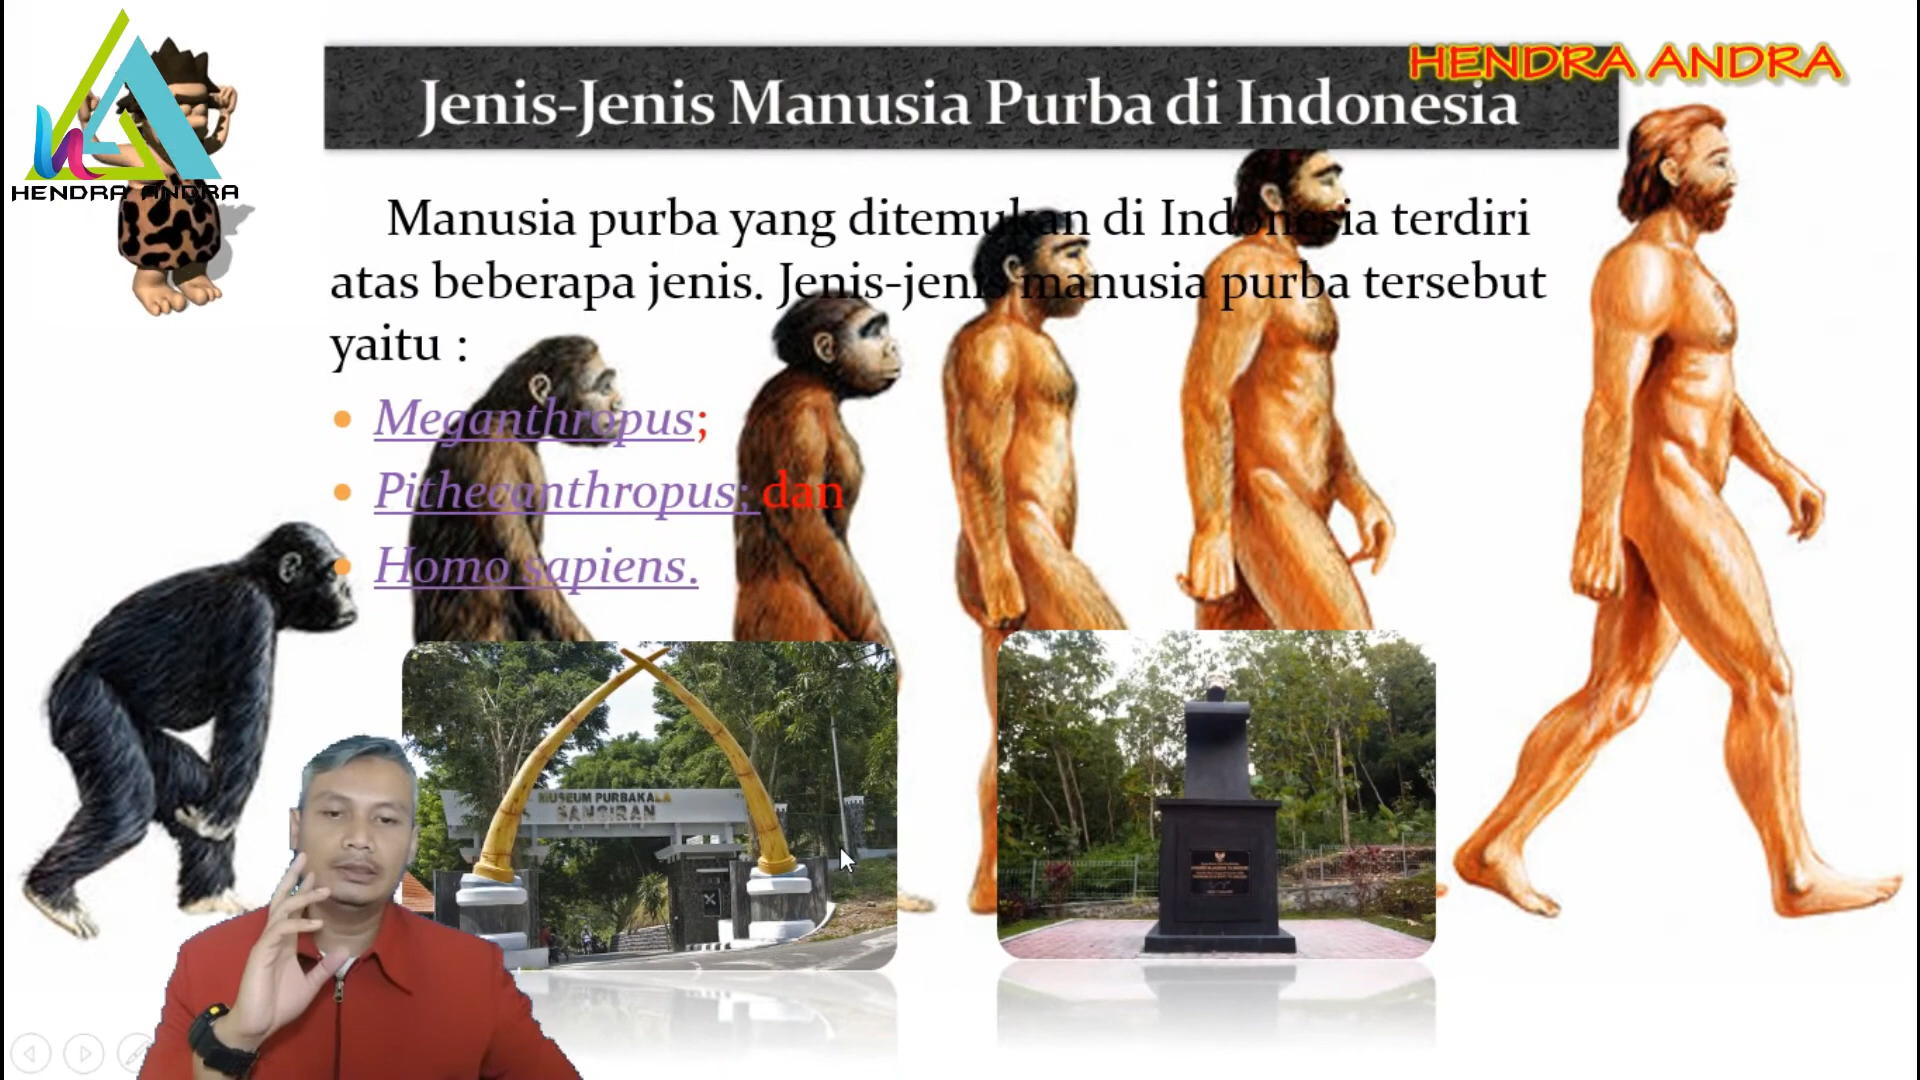 HENDRA ANDRA
HENDRA ANDRA
Jenis-Jenis Manusia Purba di Indonesia
Manusia purba yang ditemukan di Indonesia terdiri
atas beberapa jenis. Jenis-jenis manusia purba tersebut
yaitu :
• Meganthropus;
• Pithecanthropus; dan
• Homo sapiens.
MUSEUM PURBAKALA
SANGIRAN